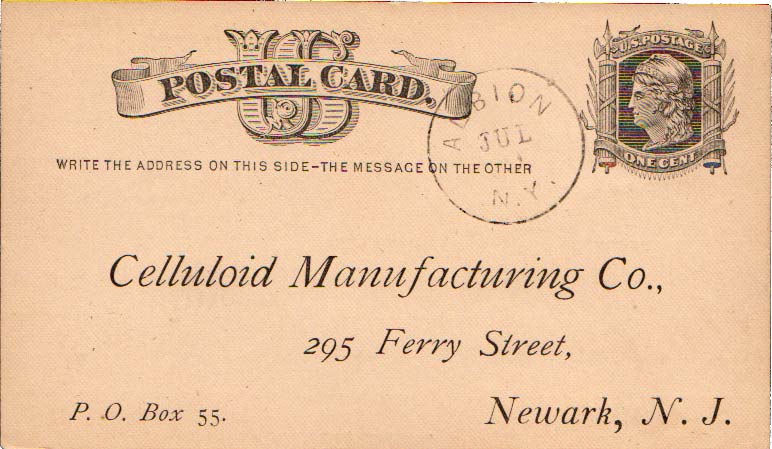 US
POSTAL CARD.
U.S. POSTAGE
ONE CENT
ALBION
JUL
N.Y.
WRITE THE ADDRESS ON THIS SIDE-THE MESSAGE ON THE OTHER
Celluloid Manufacturing Co.,
295 Ferry Street,
P. O. Box 55.
Newark, N. J.